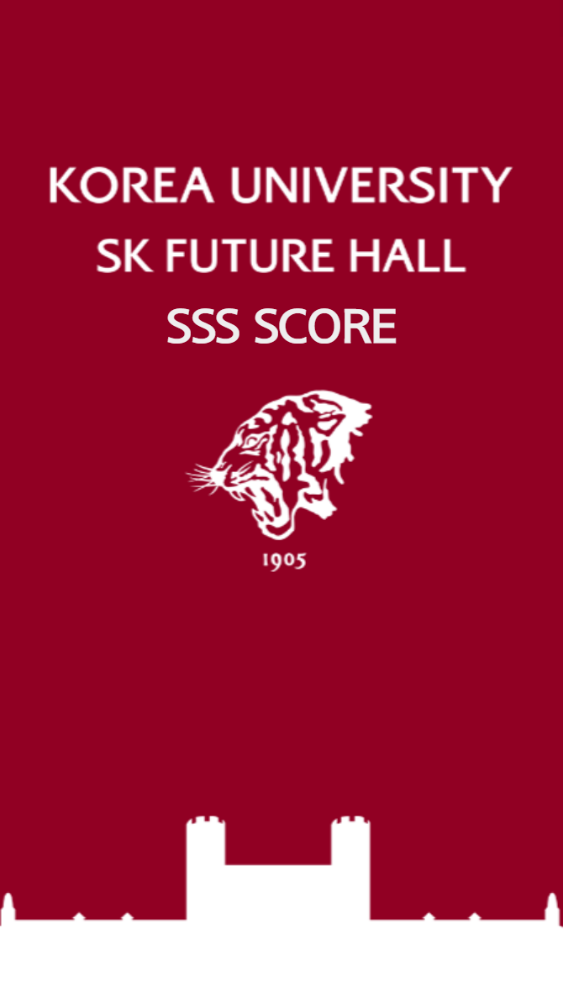 KOREA UNIVERSITY
SK FUTURE HALL
SSS SCORE
1905